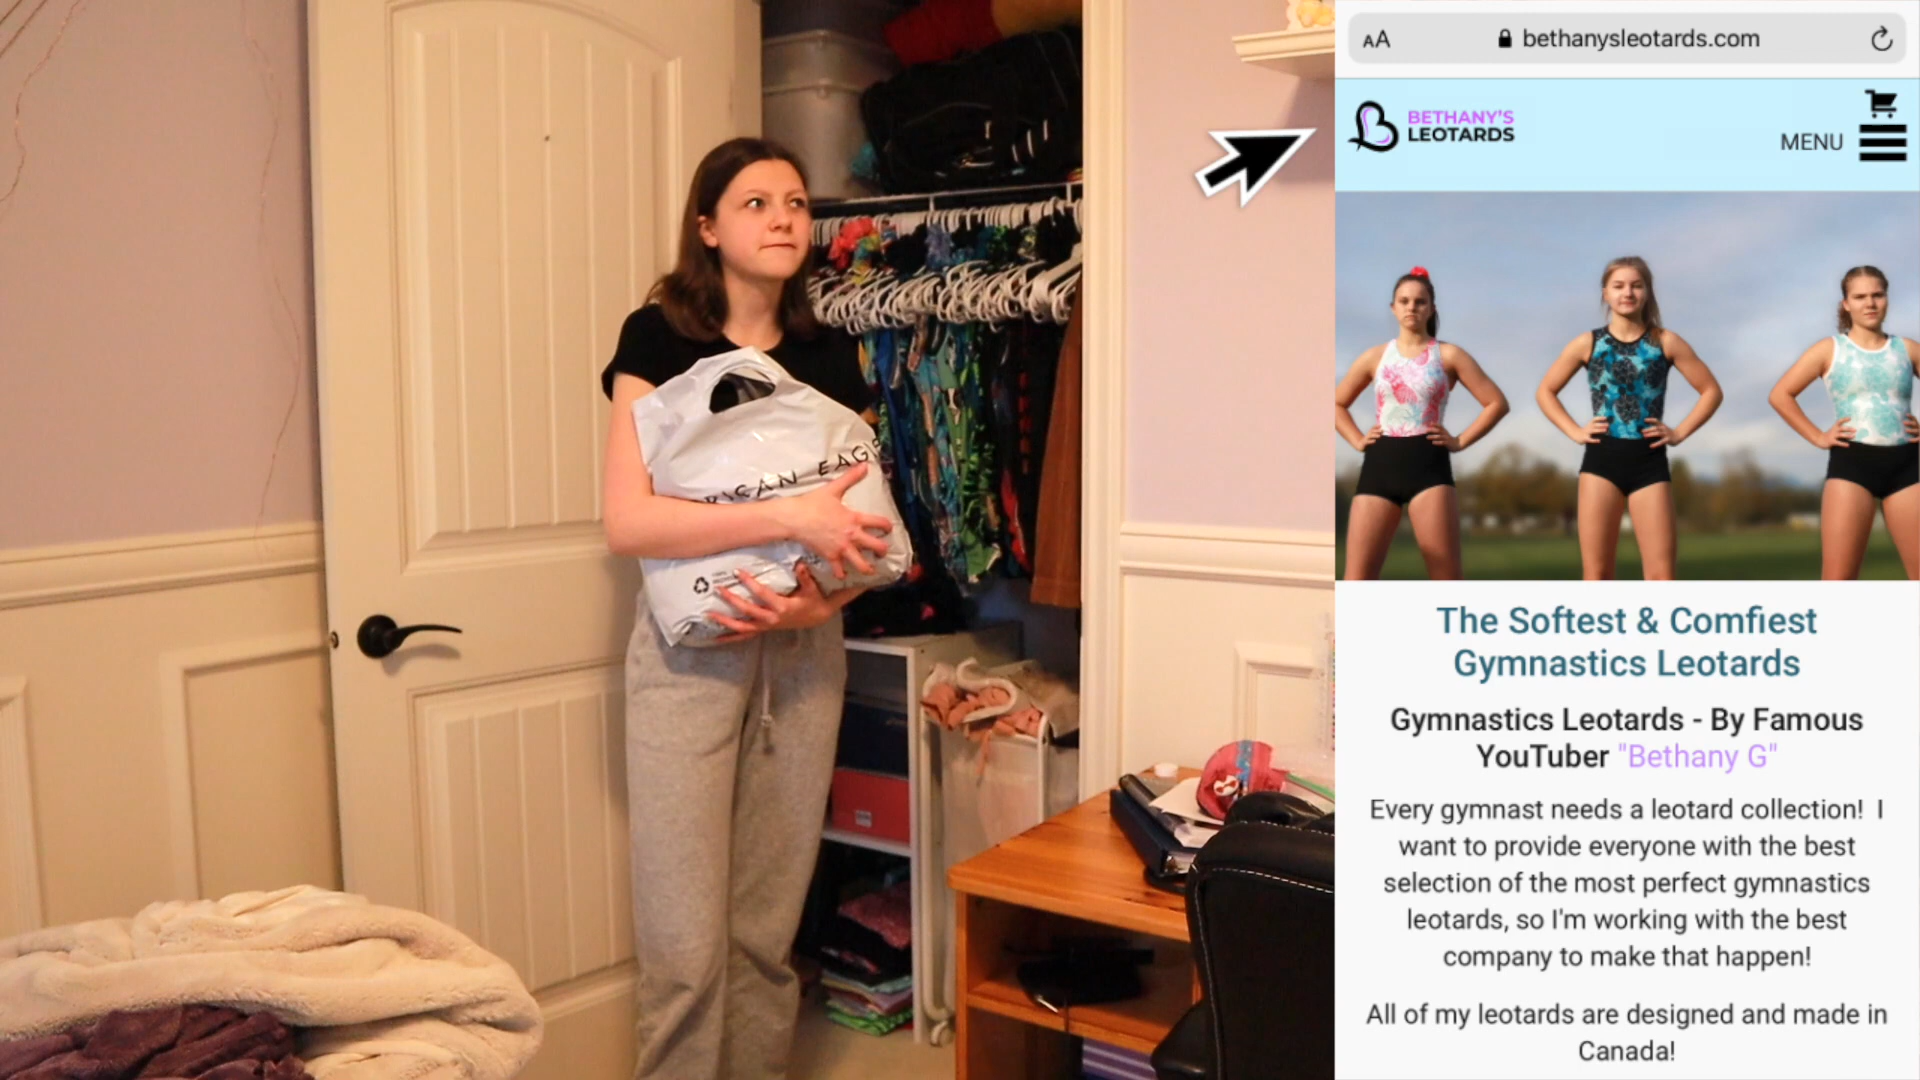 RICAN EAG
AA
bethanysleotards.com
BETHANY'S
LEOTARDS
MENU
The Softest & Comfiest
Gymnastics Leotards
Gymnastics Leotards - By Famous
YouTuber "Bethany G"
Every gymnast needs a leotard collection! I
want to provide everyone with the best
selection of the most perfect gymnastics
leotards, so I'm working with the best
company to make that happen!
All of my leotards are designed and made in
Canada!